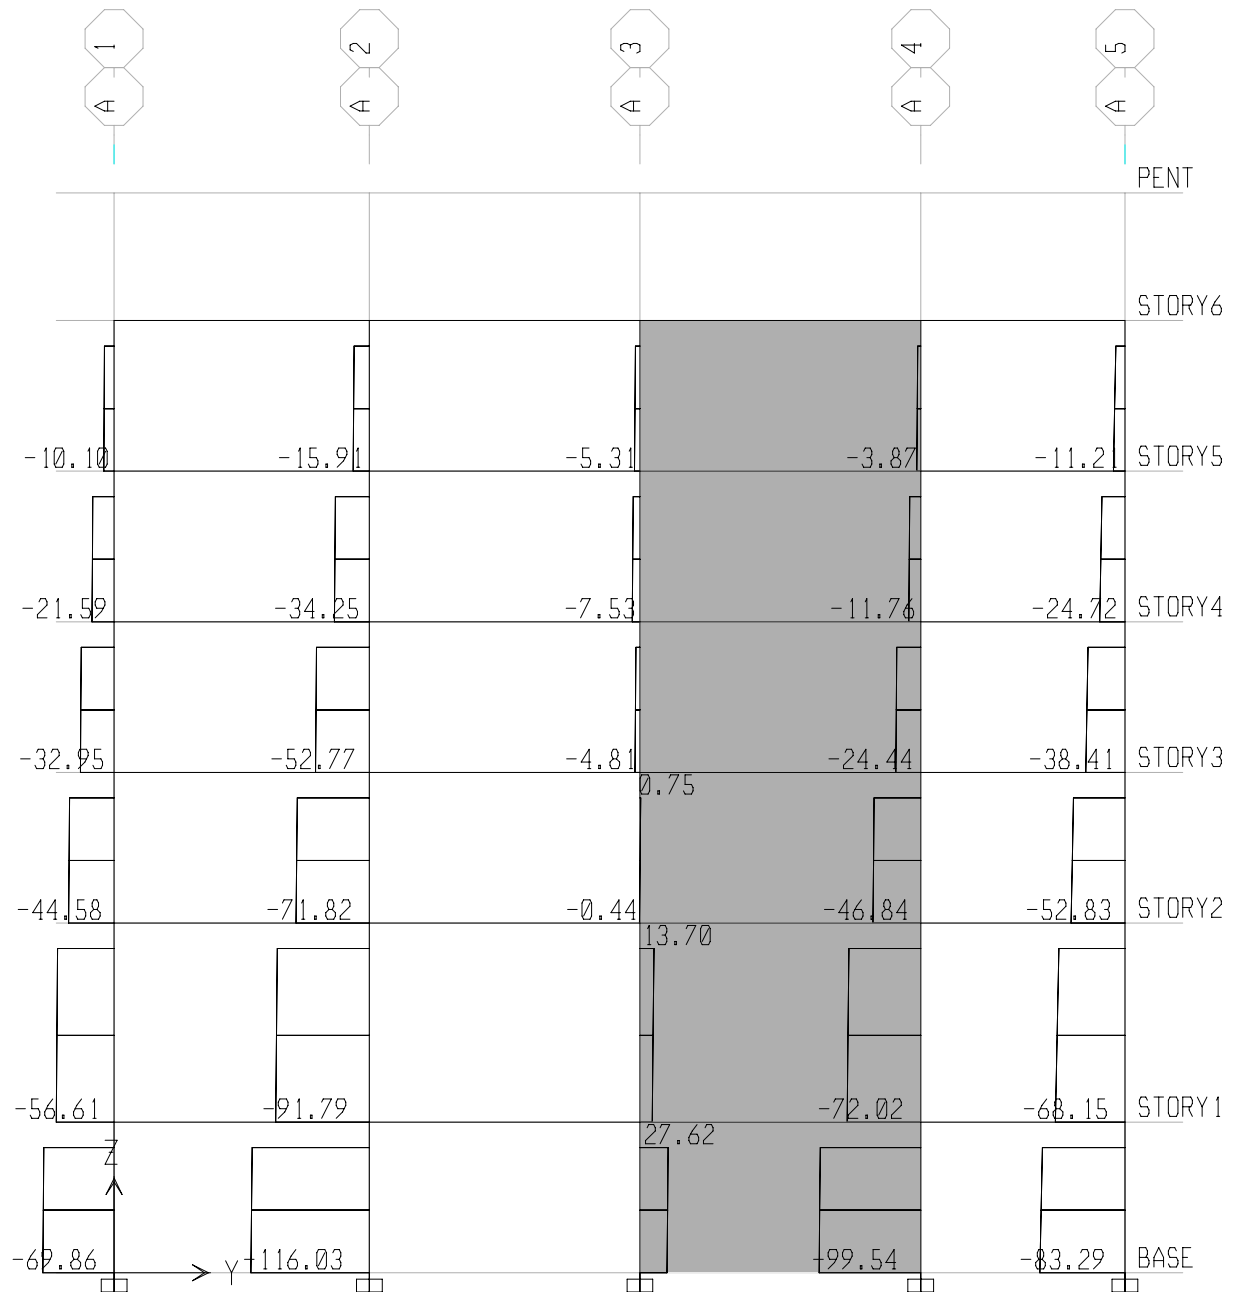 1 2 3 4 5
A A A A A
PENT
STORY6
-10.10 -15.91 -5.31 -3.87 -11.21 STORY5
-21.59 -34.25 -7.53 -11.76 -24.72 STORY4
-32.95 -52.77 -4.81 -24.44 -38.41 STORY3
0.75
-44.58 -71.82 -0.44 -46.84 -52.83 STORY2
13.70
-56.61 -91.79 -72.02 -68.15 STORY1
27.62
Z
-69.86 Y -116.03 -99.54 -83.29 BASE